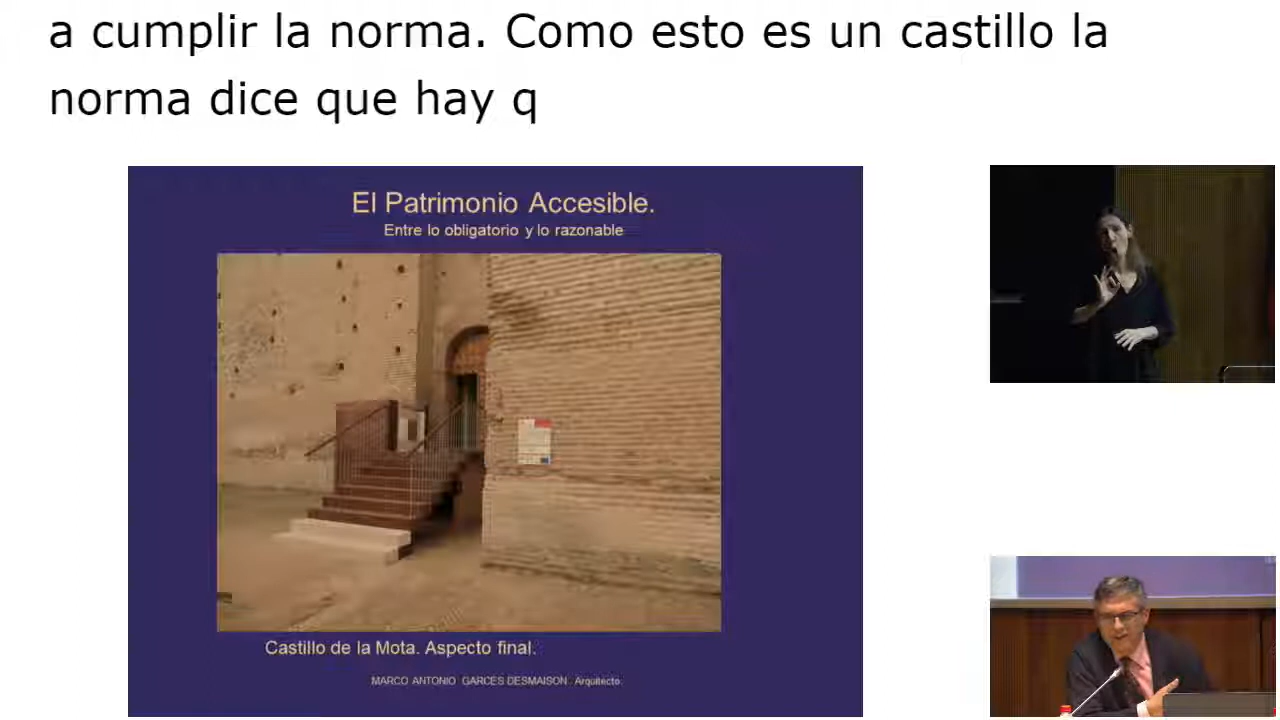 a cumplir la norma. Como esto es un castillo la
norma dice que hay q
El Patrimonio Accesible.
Entre lo obligatorio y lo razonable
Castillo de la Mota. Aspecto final.
MARCO ANTONIO GARCES DESMAISON. Arquitecto.